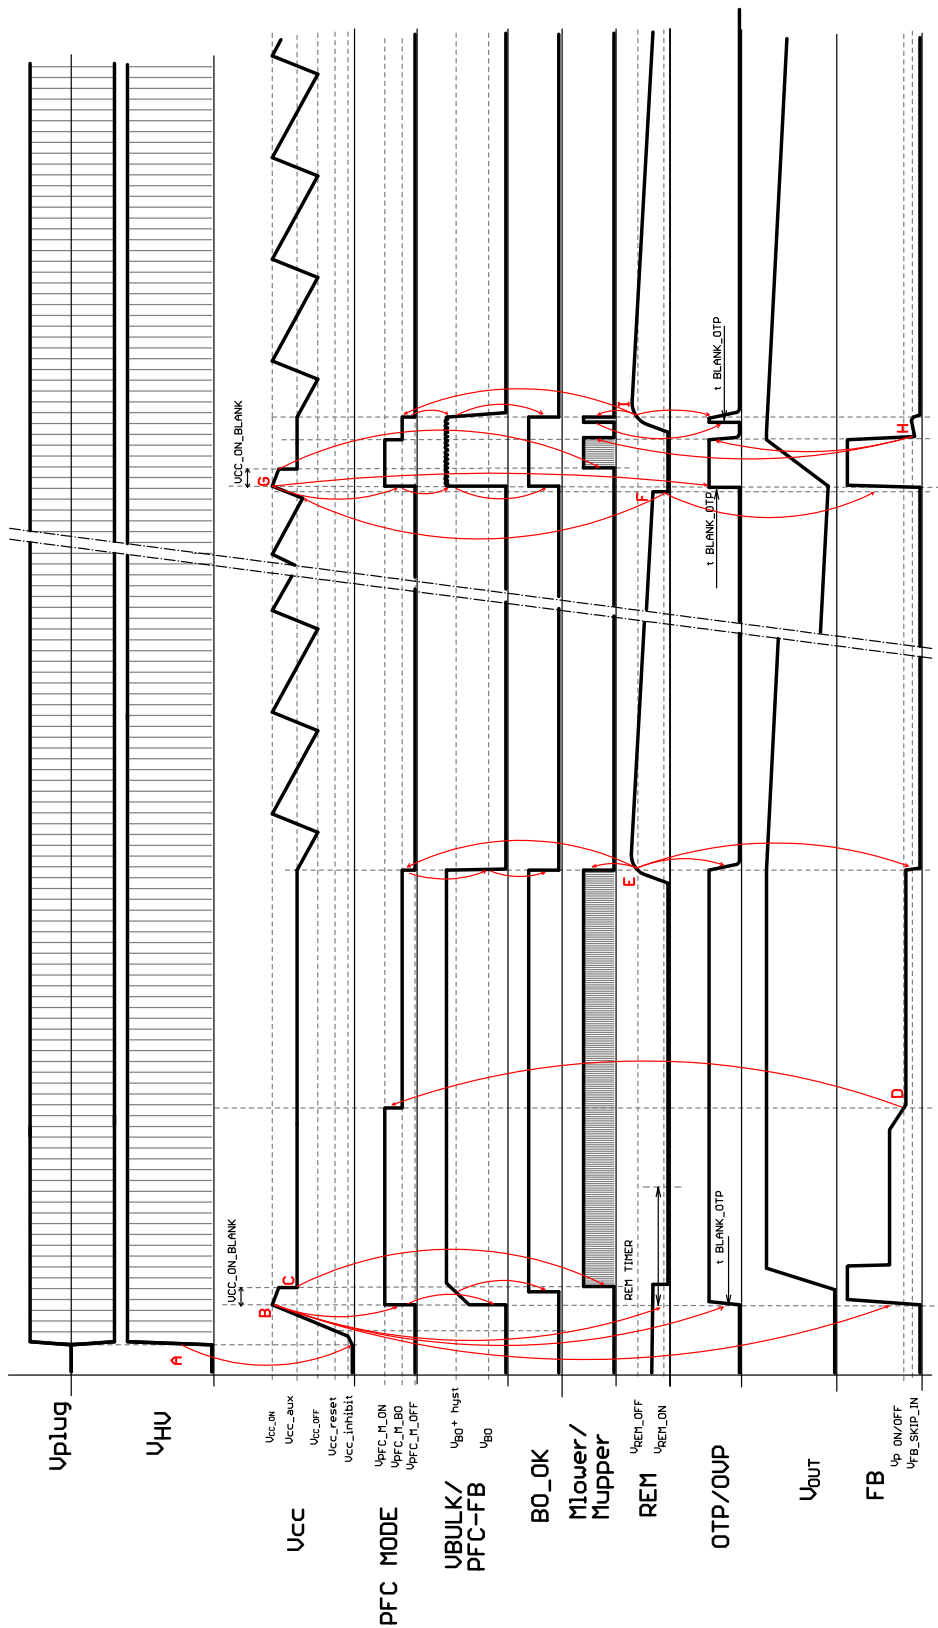 Vplug
VHV
VCC_ON
Vcc_aux
VCC_OFF
Vcc_reset
Vcc_inhibit
Vcc
VPFC_M_ON
VPFC_M_BO
VPFC_M_OFF
PFC MODE
VBO + hyst
VBO
VBULK/
PFC-FB
BO_OK
Mlower/
Mupper
VREM_OFF
VREM_ON
REM
OTP/OVP
VOUT
VP ON/OFF
VFB_SKIP_IN
FB
A
B
C
VCC_ON_BLANK
REM TIMER
t BLANK_OTP
D
E
F
t BLANK_OTP
G
VCC_ON_BLANK
H
I
t BLANK_OTP